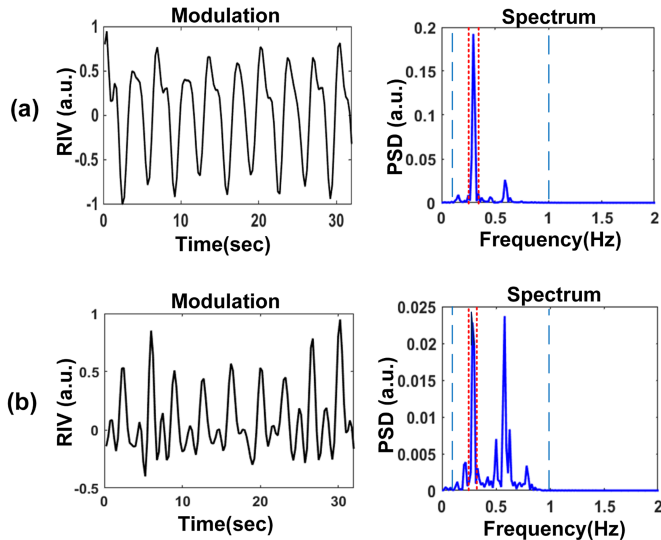 Modulation
Spectrum
(a)
RIV (a.u.)
1
0.5
0
-0.5
-1
0
10
20
30
Time(sec)
PSD (a.u.)
0.2
0.15
0.10
0.05
0
0
0.5
1
1.5
2
Frequency(Hz)
Modulation
Spectrum
(b)
RIV (a.u.)
1
0.5
0
-0.5
0
10
20
30
Time(sec)
PSD (a.u.)
0.025
0.02
0.015
0.01
0.005
0
0
0.5
1
1.5
2
Frequency(Hz)